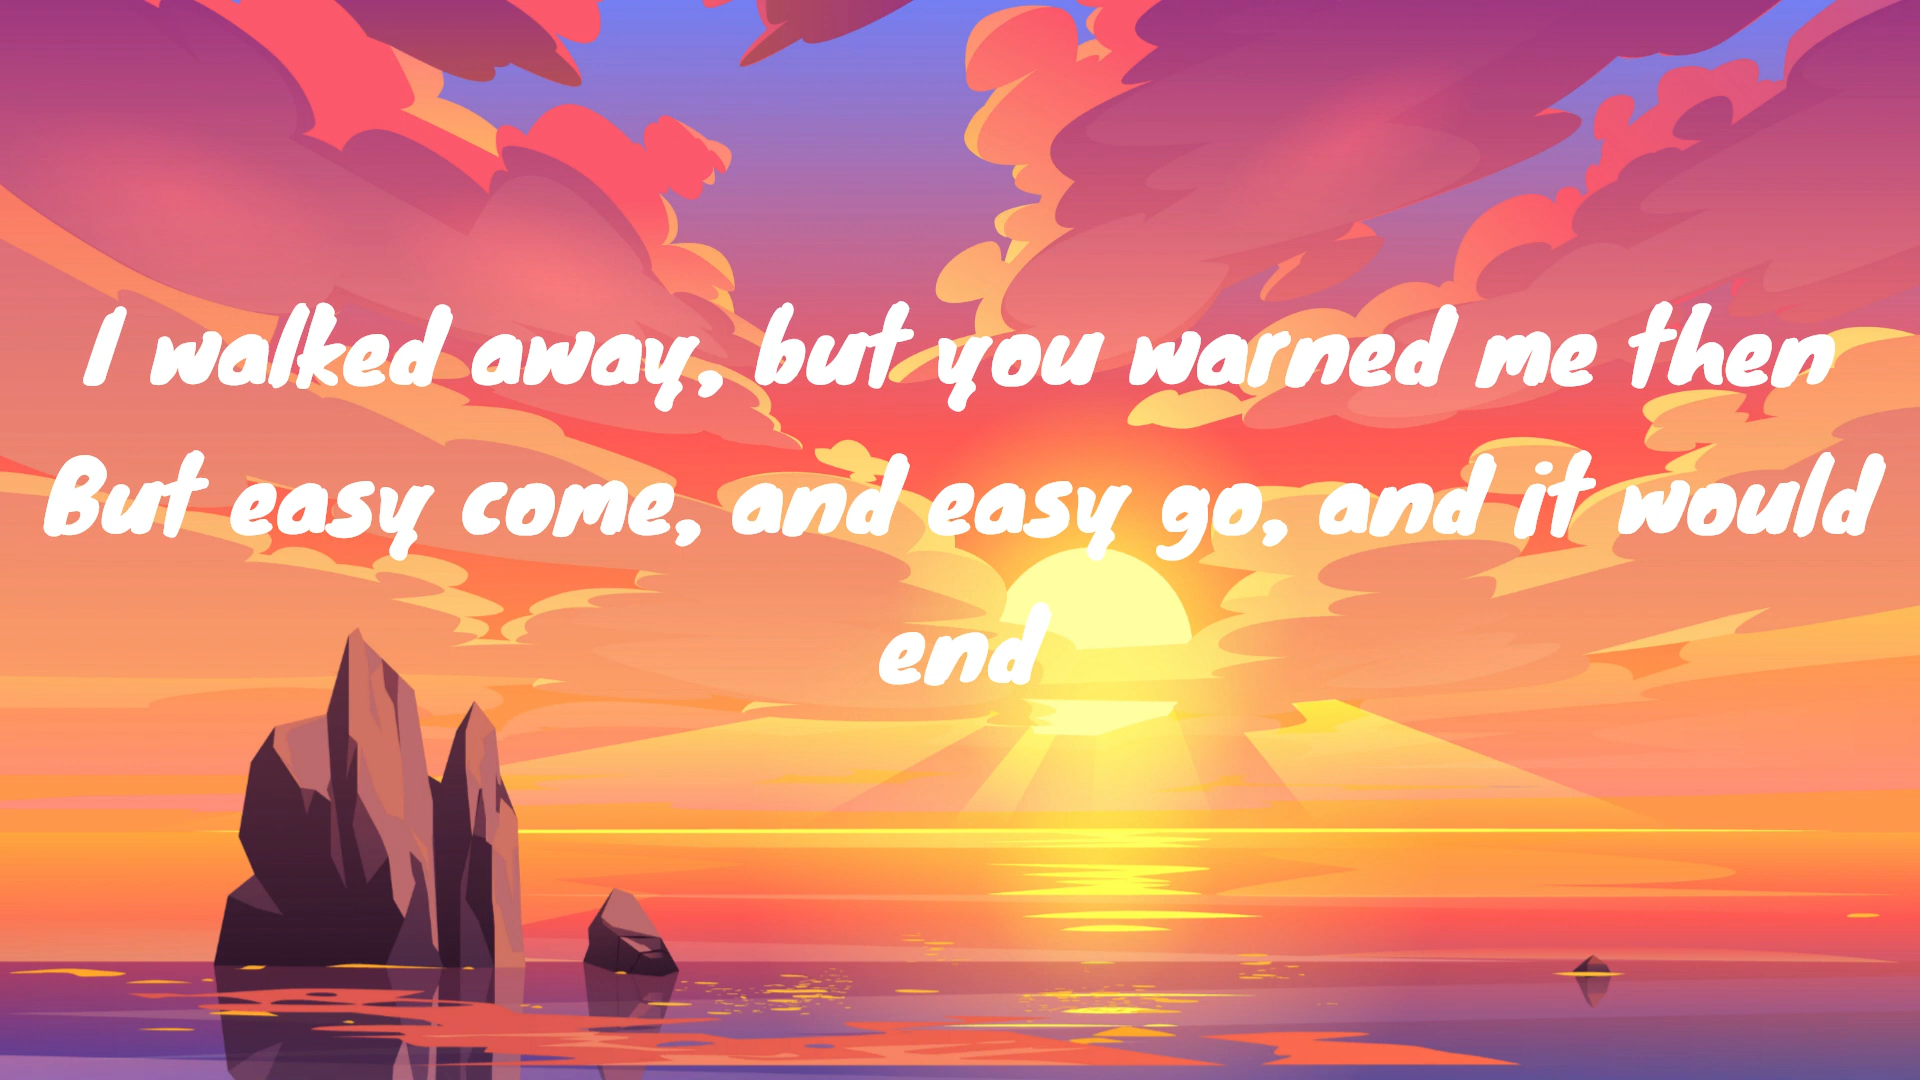 I walked away, but you warned me then
But easy come, and easy go, and it would
end